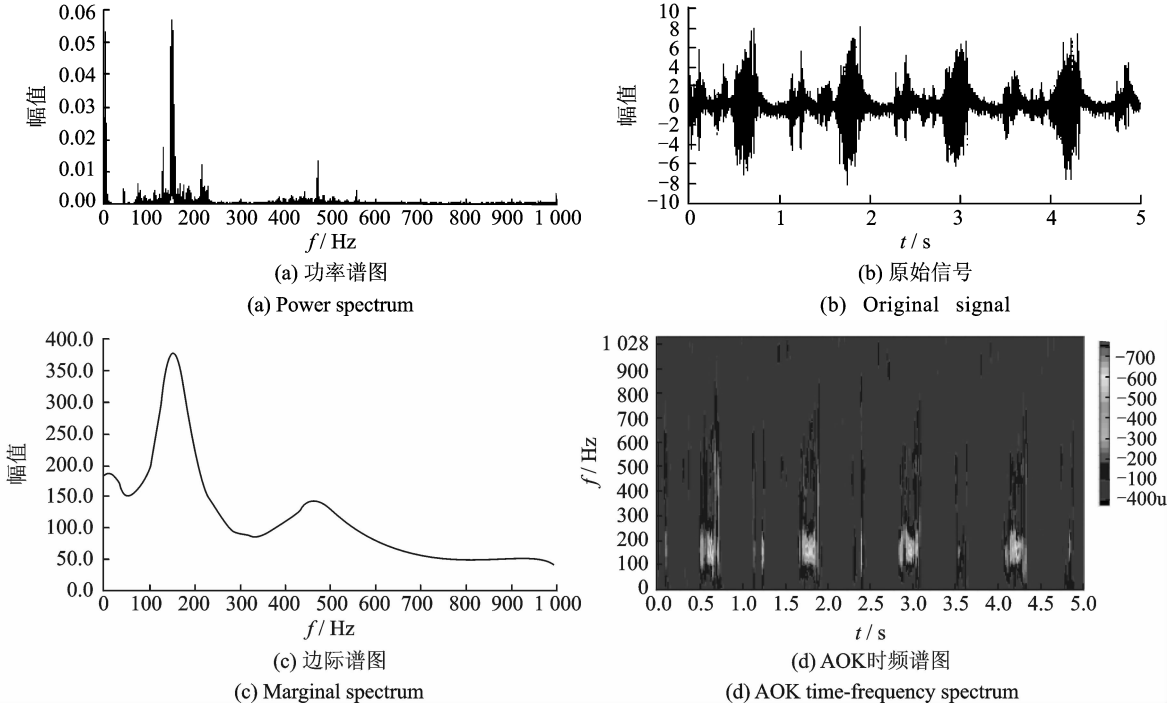 0.06
0.05
0.04
0.03
0.02
0.01
0.00
幅值
0 100 200 300 400 500 600 700 800 900 1 000
f / Hz
(a) 功率谱图
(a) Power spectrum
10
8
6
4
2
0
−2
−4
−6
−8
−10
幅值
0 1 2 3 4 5
t / s
(b) 原始信号
(b) Original signal
400.0
350.0
300.0
250.0
200.0
150.0
100.0
50.0
0.0
幅值
0 100 200 300 400 500 600 700 800 900 1 000
f / Hz
(c) 边际谱图
(c) Marginal spectrum
1 028
900
800
700
600
500
400
300
200
100
0
f / Hz
0.0 0.5 1.0 1.5 2.0 2.5 3.0 3.5 4.0 4.5 5.0
t / s
−700
−600
−500
−400
−300
−200
−100
−400u
(d) AOK时频谱图
(d) AOK time-frequency spectrum